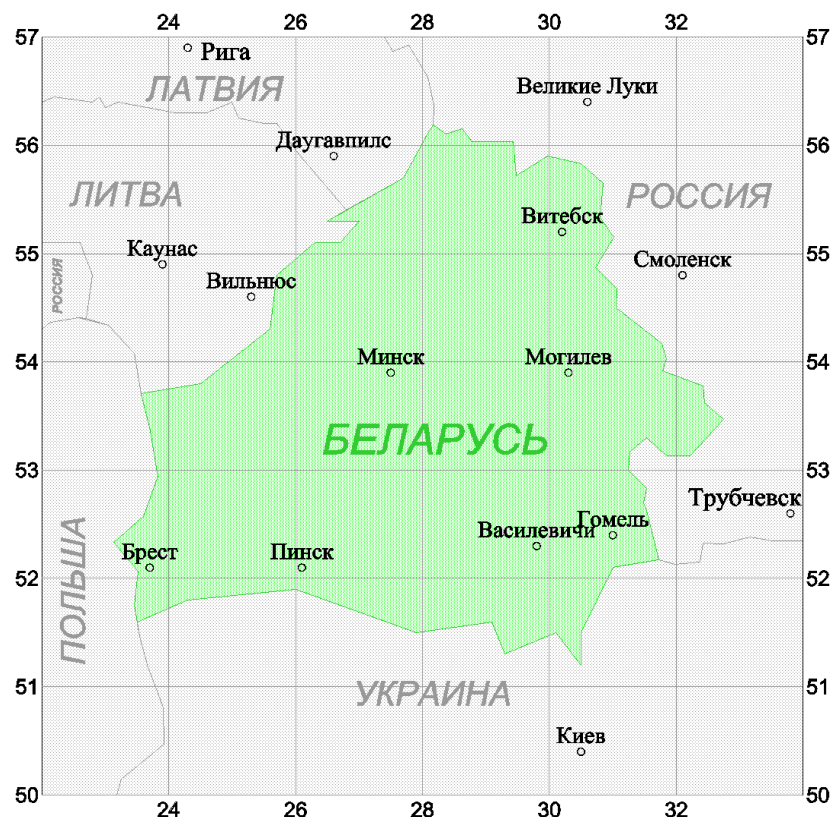 24 26 28 30 32
57 57
Рига
ЛАТВИЯ
Великие Луки
56 56
Даугавпилс
ЛИТВА
РОССИЯ
Витебск
Каунас
55 55
Смоленск
РОССИЯ
Вильнюс
54 54
Минск
Могилев
БЕЛАРУСЬ
53 53
Трубчевск
Гомель
Василевичи
Брест
Пинск
52 52
ПОЛЬША
УКРАИНА
51 51
Киев
50 50
24 26 28 30 32